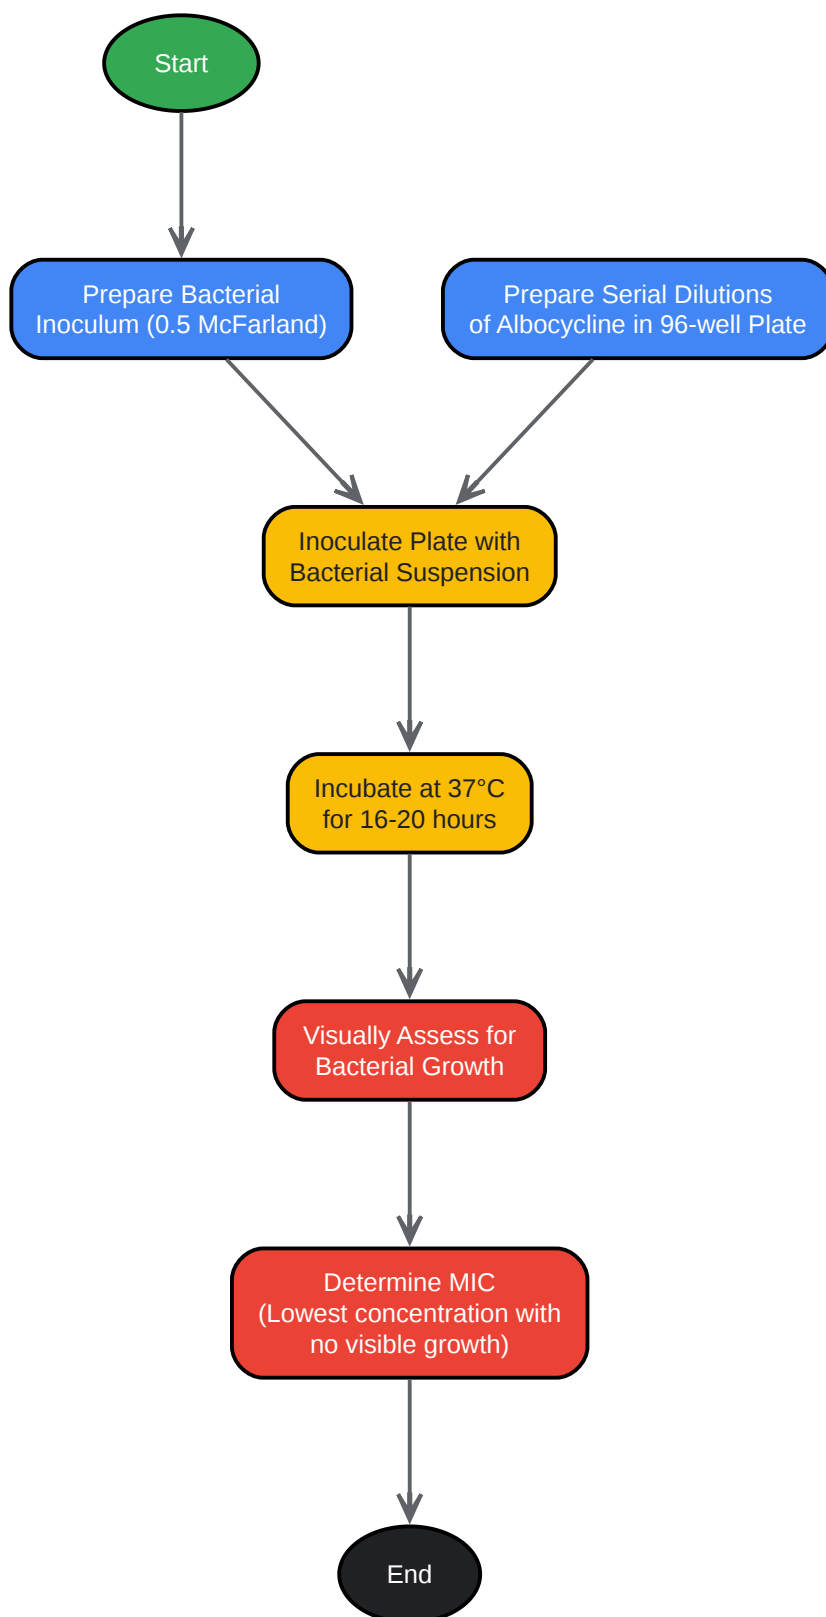 Start
Prepare Bacterial
Inoculum (0.5 McFarland)
Prepare Serial Dilutions
of Albocycline in 96-well Plate
Inoculate Plate with
Bacterial Suspension
Incubate at 37°C
for 16-20 hours
Visually Assess for
Bacterial Growth
Determine MIC
(Lowest concentration with
no visible growth)
End